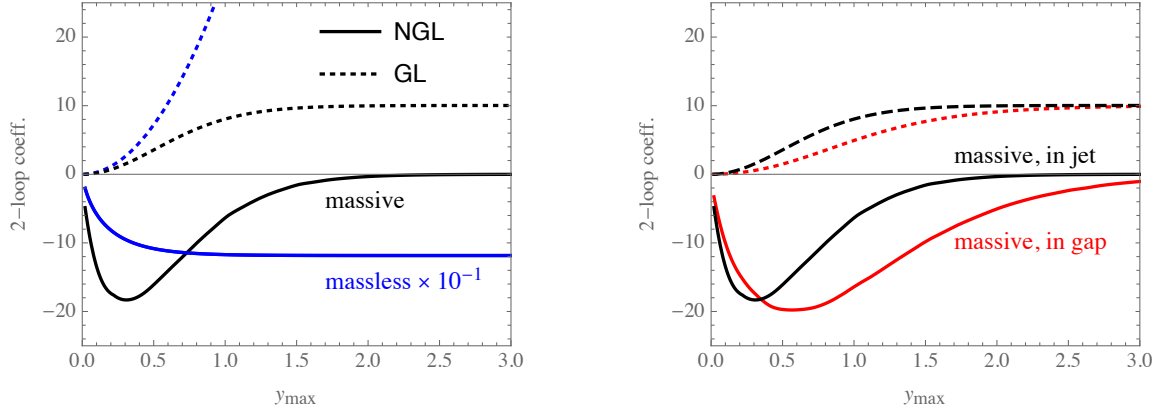 2-loop coeff.
20
10
0
-10
-20
NGL
GL
massive
massless × 10⁻¹
0.0 0.5 1.0 1.5 2.0 2.5 3.0
ymax
2-loop coeff.
20
10
0
-10
-20
massive, in jet
massive, in gap
0.0 0.5 1.0 1.5 2.0 2.5 3.0
ymax